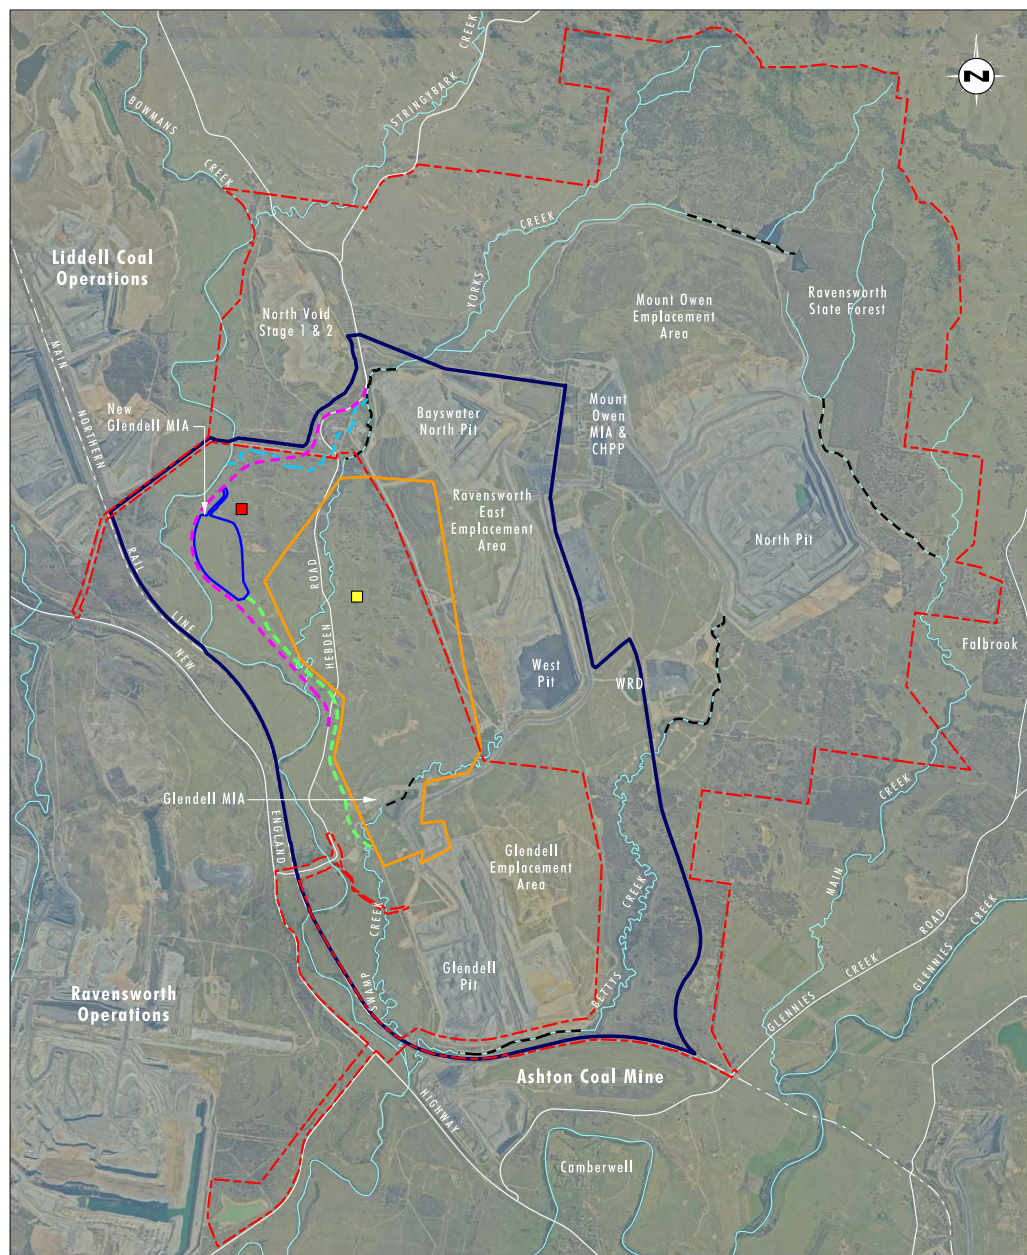 N
CREEK
STRINGYBARK
BOWMANS
CREEK
Liddell Coal
Operations
CREEK
YORKS
Mount Owen
Emplacement
Area
Ravensworth
State Forest
North Void
Stage 1 & 2
MAIN
NORTHERN
RAIL
LINE
New
Glendell MIA
Bayswater
North Pit
Mount
Owen
MIA &
CHPP
Ravensworth
East
Emplacement
Area
North Pit
ROAD
HEBDEN
NEW
ENGLAND
HIGHWAY
West
Pit
WRD
Falbrook
Glendell MIA
CREEK
MAIN
Glendell
Emplacement
Area
CREEK
BETTYS
CREEK
SWAMP
Glendell
Pit
ROAD
CREEK
GLENNIES
CREEK
GLENNIES
Ravensworth
Operations
Ashton Coal Mine
Camberwell